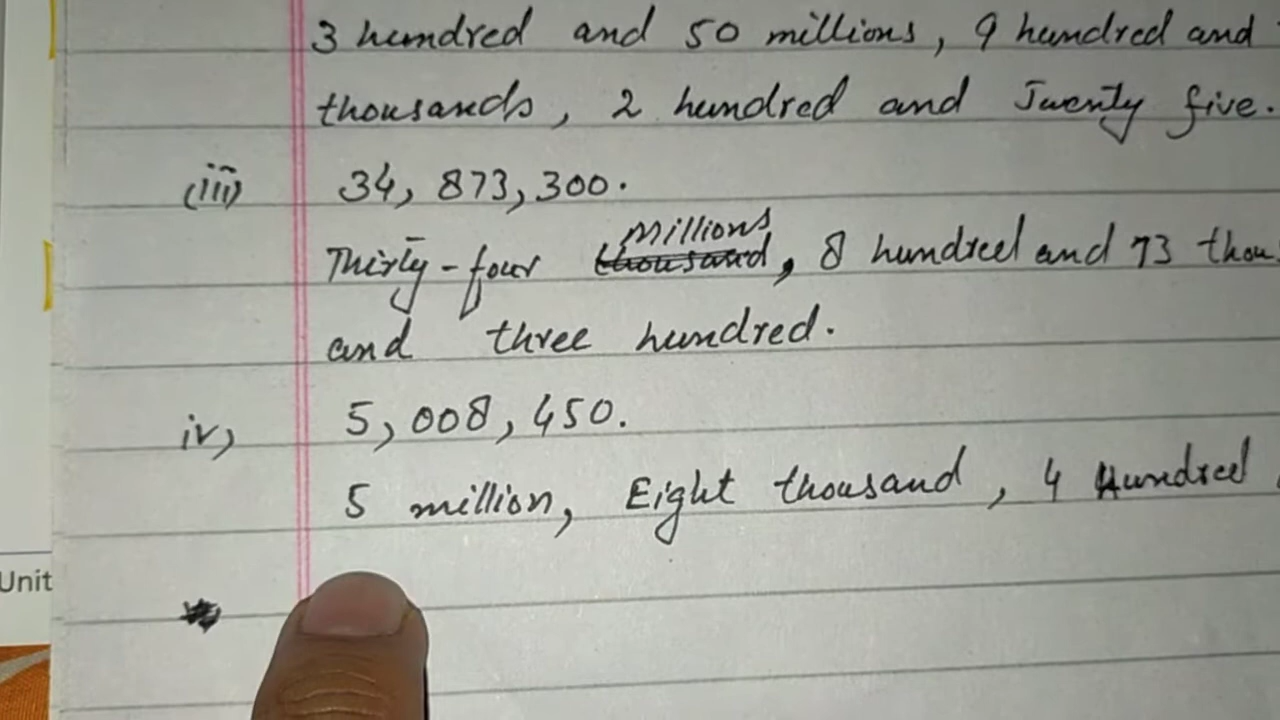 3 hundred and 50 millions, 9 hundred and
thousands, 2 hundred and Twenty five.
(iii) 34, 873, 300.
Thirty-four thousand millions, 8 hundred and 73 thou
and three hundred.
iv) 5, 008, 450.
5 million, Eight thousand, 4 Hundred
Unit